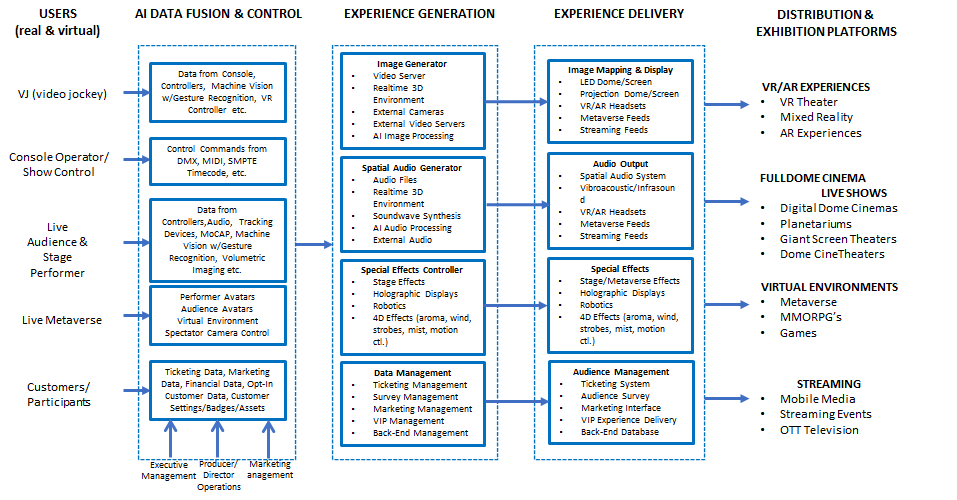 USERS
(real & virtual)
AI DATA FUSION & CONTROL
EXPERIENCE GENERATION
EXPERIENCE DELIVERY
DISTRIBUTION &
EXHIBITION PLATFORMS
VJ (video jockey)
Console Operator/
Show Control
Live
Audience &
Stage
Performer
Live Metaverse
Customers/
Participants
Data from Console,
Controllers, Machine Vision
w/Gesture Recognition, VR
Controller etc.
Control Commands from
DMX, MIDI, SMPTE
Timecode, etc.
Data from
Controllers,Audio, Tracking
Devices, MoCAP, Machine
Vision w/Gesture
Recognition, Volumetric
Imaging etc.
Performer Avatars
Audience Avatars
Virtual Environment
Spectator Camera Control
Ticketing Data, Marketing
Data, Financial Data, Opt-In
Customer Data, Customer
Settings/Badges/Assets
Executive
Management
Producer/
Director
Operations
Marketing
anagement
Image Generator
• Video Server
• Realtime 3D
Environment
• External Cameras
• External Video Servers
• AI Image Processing
Spatial Audio Generator
• Audio Files
• Realtime 3D
Environment
• Soundwave Synthesis
• AI Audio Processing
• External Audio
Special Effects Controller
• Stage Effects
• Holographic Displays
• Robotics
• 4D Effects (aroma, wind,
strobes, mist, motion
ctl.)
Data Management
• Ticketing Management
• Survey Management
• Marketing Management
• VIP Management
• Back-End Management
Image Mapping & Display
• LED Dome/Screen
• Projection Dome/Screen
• VR/AR Headsets
• Metaverse Feeds
• Streaming Feeds
Audio Output
• Spatial Audio System
• Vibroacoustic/Infrasoun
d
• VR/AR Headsets
• Metaverse Feeds
• Streaming Feeds
Special Effects
• Stage/Metaverse Effects
• Holographic Displays
• Robotics
• 4D Effects (aroma, wind,
strobes, mist, motion
ctl.)
Audience Management
• Ticketing System
• Audience Survey
• Marketing Interface
• VIP Experience Delivery
• Back-End Database
VR/AR EXPERIENCES
• VR Theater
• Mixed Reality
• AR Experiences
FULLDOME CINEMA
LIVE SHOWS
• Digital Dome Cinemas
• Planetariums
• Giant Screen Theaters
• Dome CineTheaters
VIRTUAL ENVIRONMENTS
• Metaverse
• MMORPG's
• Games
STREAMING
• Mobile Media
• Streaming Events
• OTT Television